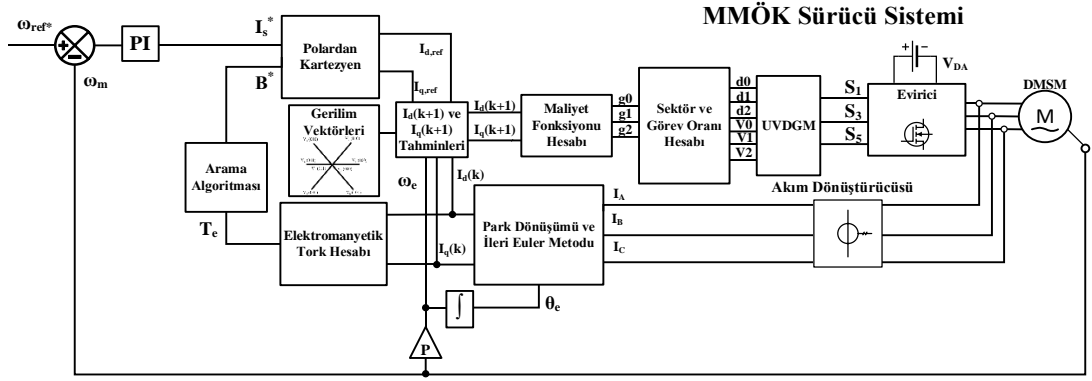 MMÖK Sürücü Sistemi
ωref*
PI
Is*
ωm
B*
Polardan
Kartezyen
Id,ref
Iq,ref
Gerilim
Vektörleri
Id(k+1) ve
Iq(k+1)
Tahminleri
Id(k+1)
Iq(k+1)
Maliyet
Fonksiyonu
Hesabı
g0
g1
g2
Sektör ve
Görev Oranı
Hesabı
d0
d1
d2
V0
V1
V2
UVDGM
S1
S3
S5
VDA
Evirici
DMSM
M
Arama
Algoritması
Te
Elektromanyetik
Tork Hesabı
ωe
Id(k)
Iq(k)
Park Dönüşümü ve
İleri Euler Metodu
IA
IB
IC
Akım Dönüştürücüsü
∫
θe
P